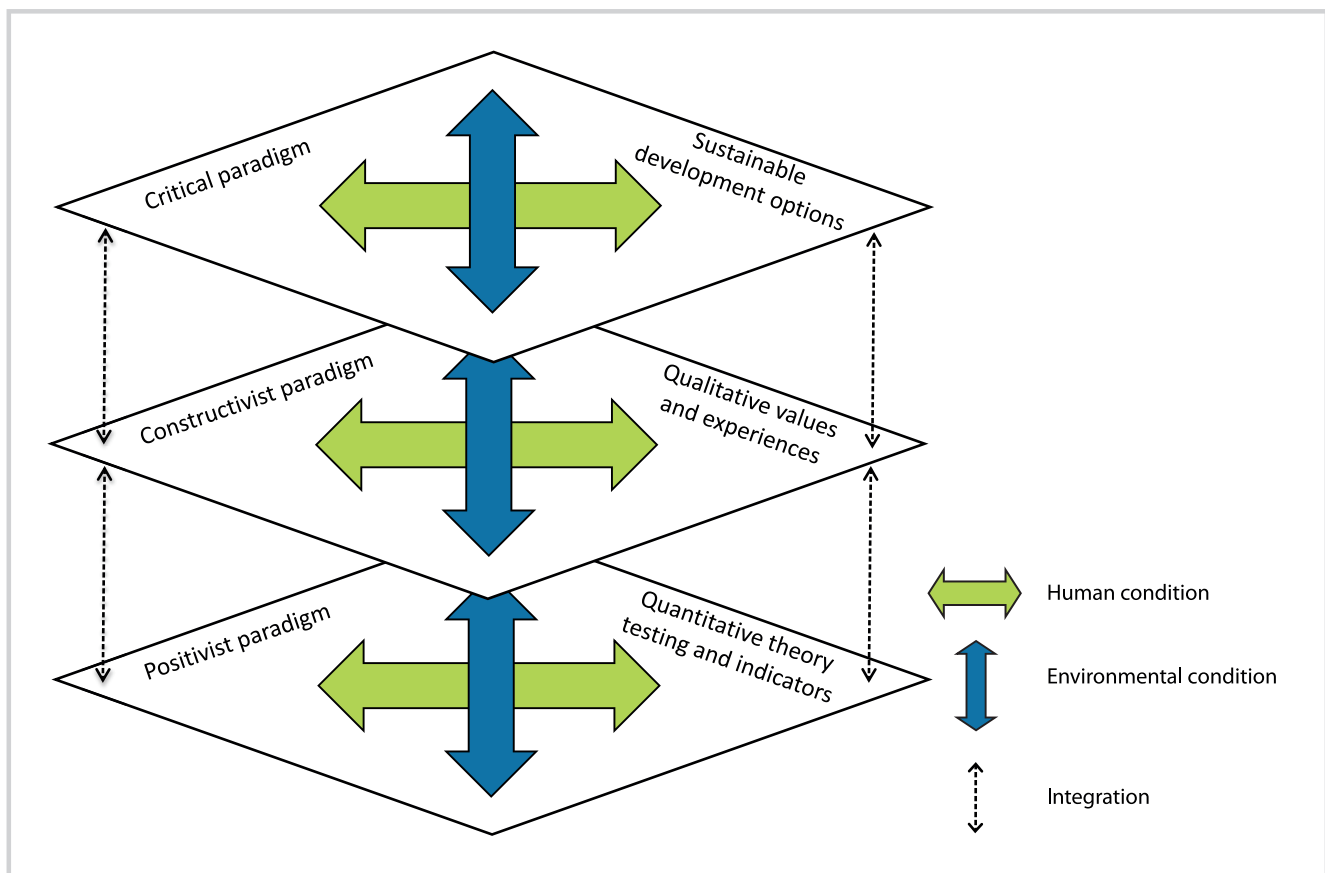 Critical paradigm
Sustainable
development options
Constructivist paradigm
Qualitative values
and experiences
Positivist paradigm
Quantitative theory
testing and indicators
Human condition
Environmental condition
Integration